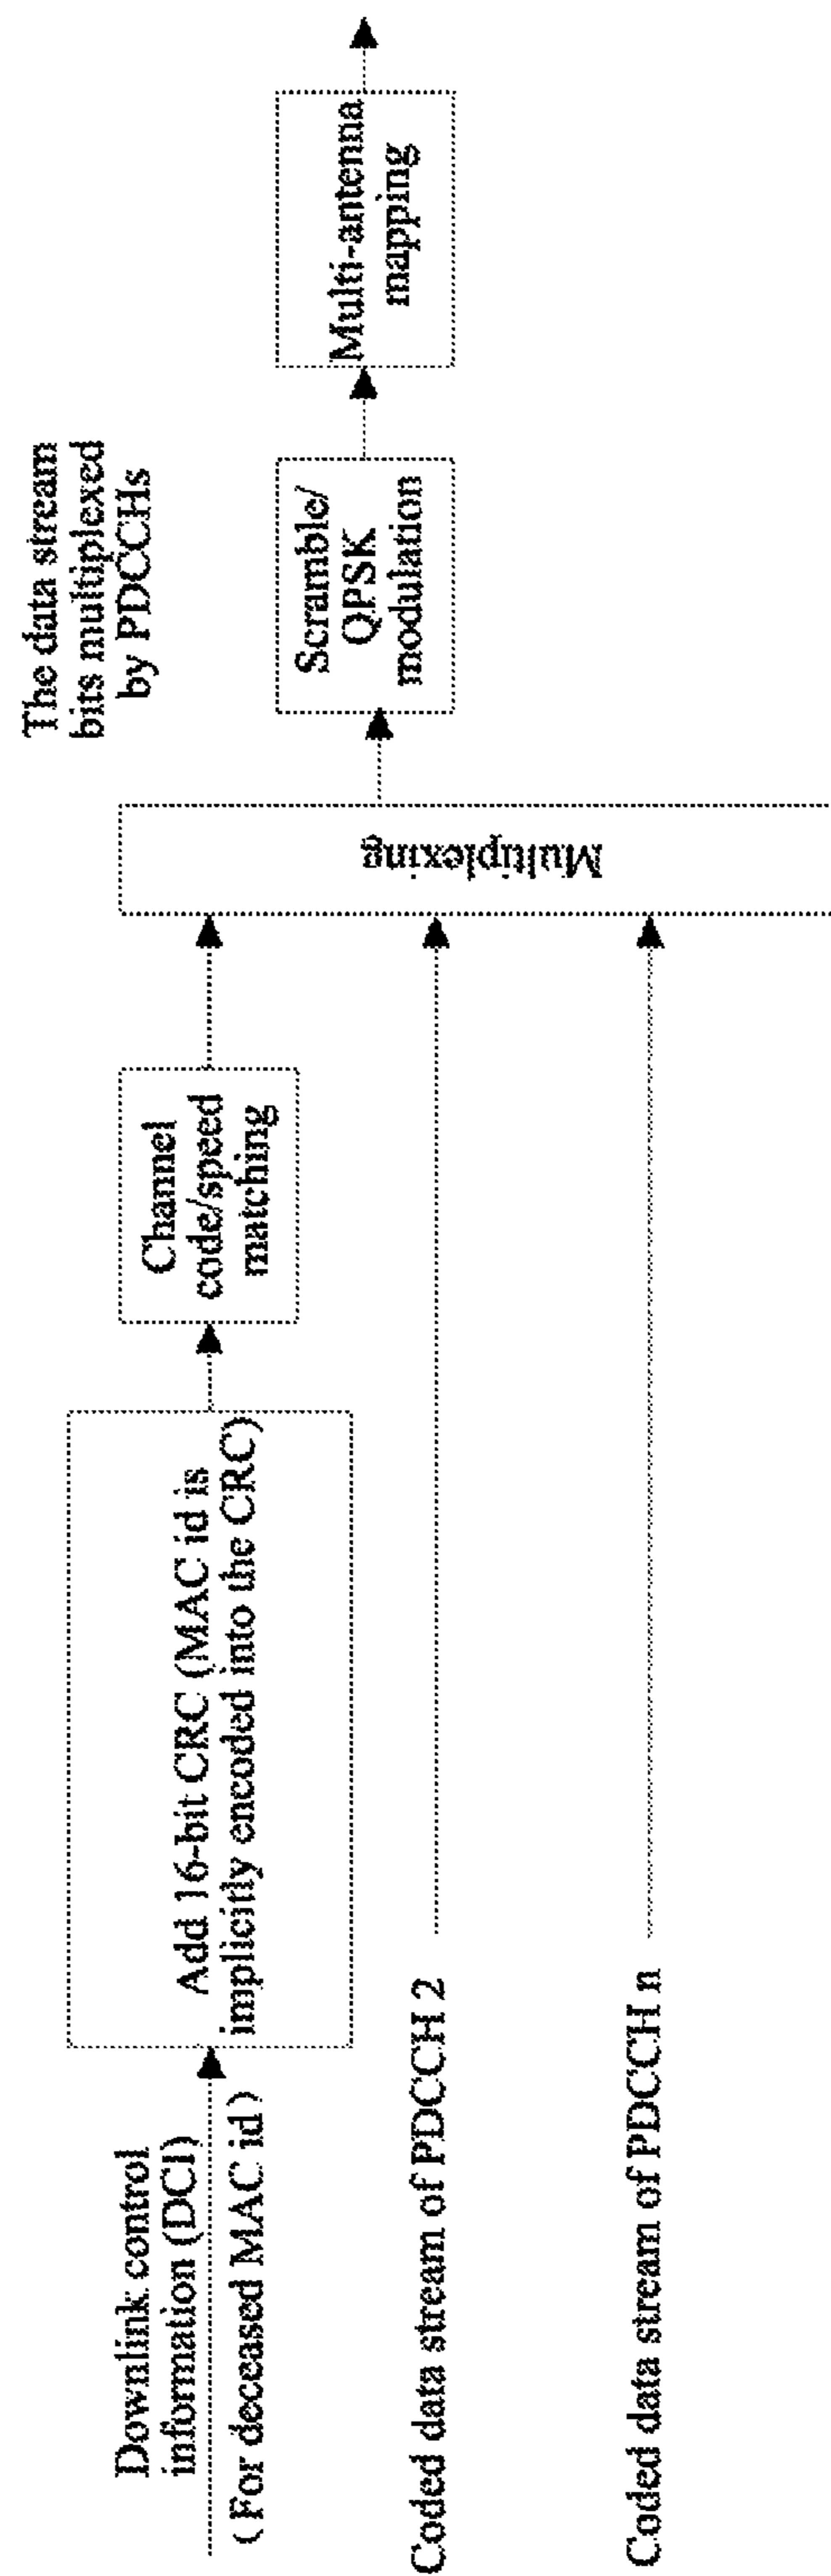 Downlink control
information (DCI)
( For deceased MAC id )
Add 16-bit CRC (MAC id is
implicitly encoded into the CRC)
Channel
code/speed
matching
Coded data stream of PDCCH 2
Coded data stream of PDCCH n
Multiplexing
The data stream
bits multiplexed
by PDCCHs
Scramble/
QPSK
modulation
Multi-antenna
mapping